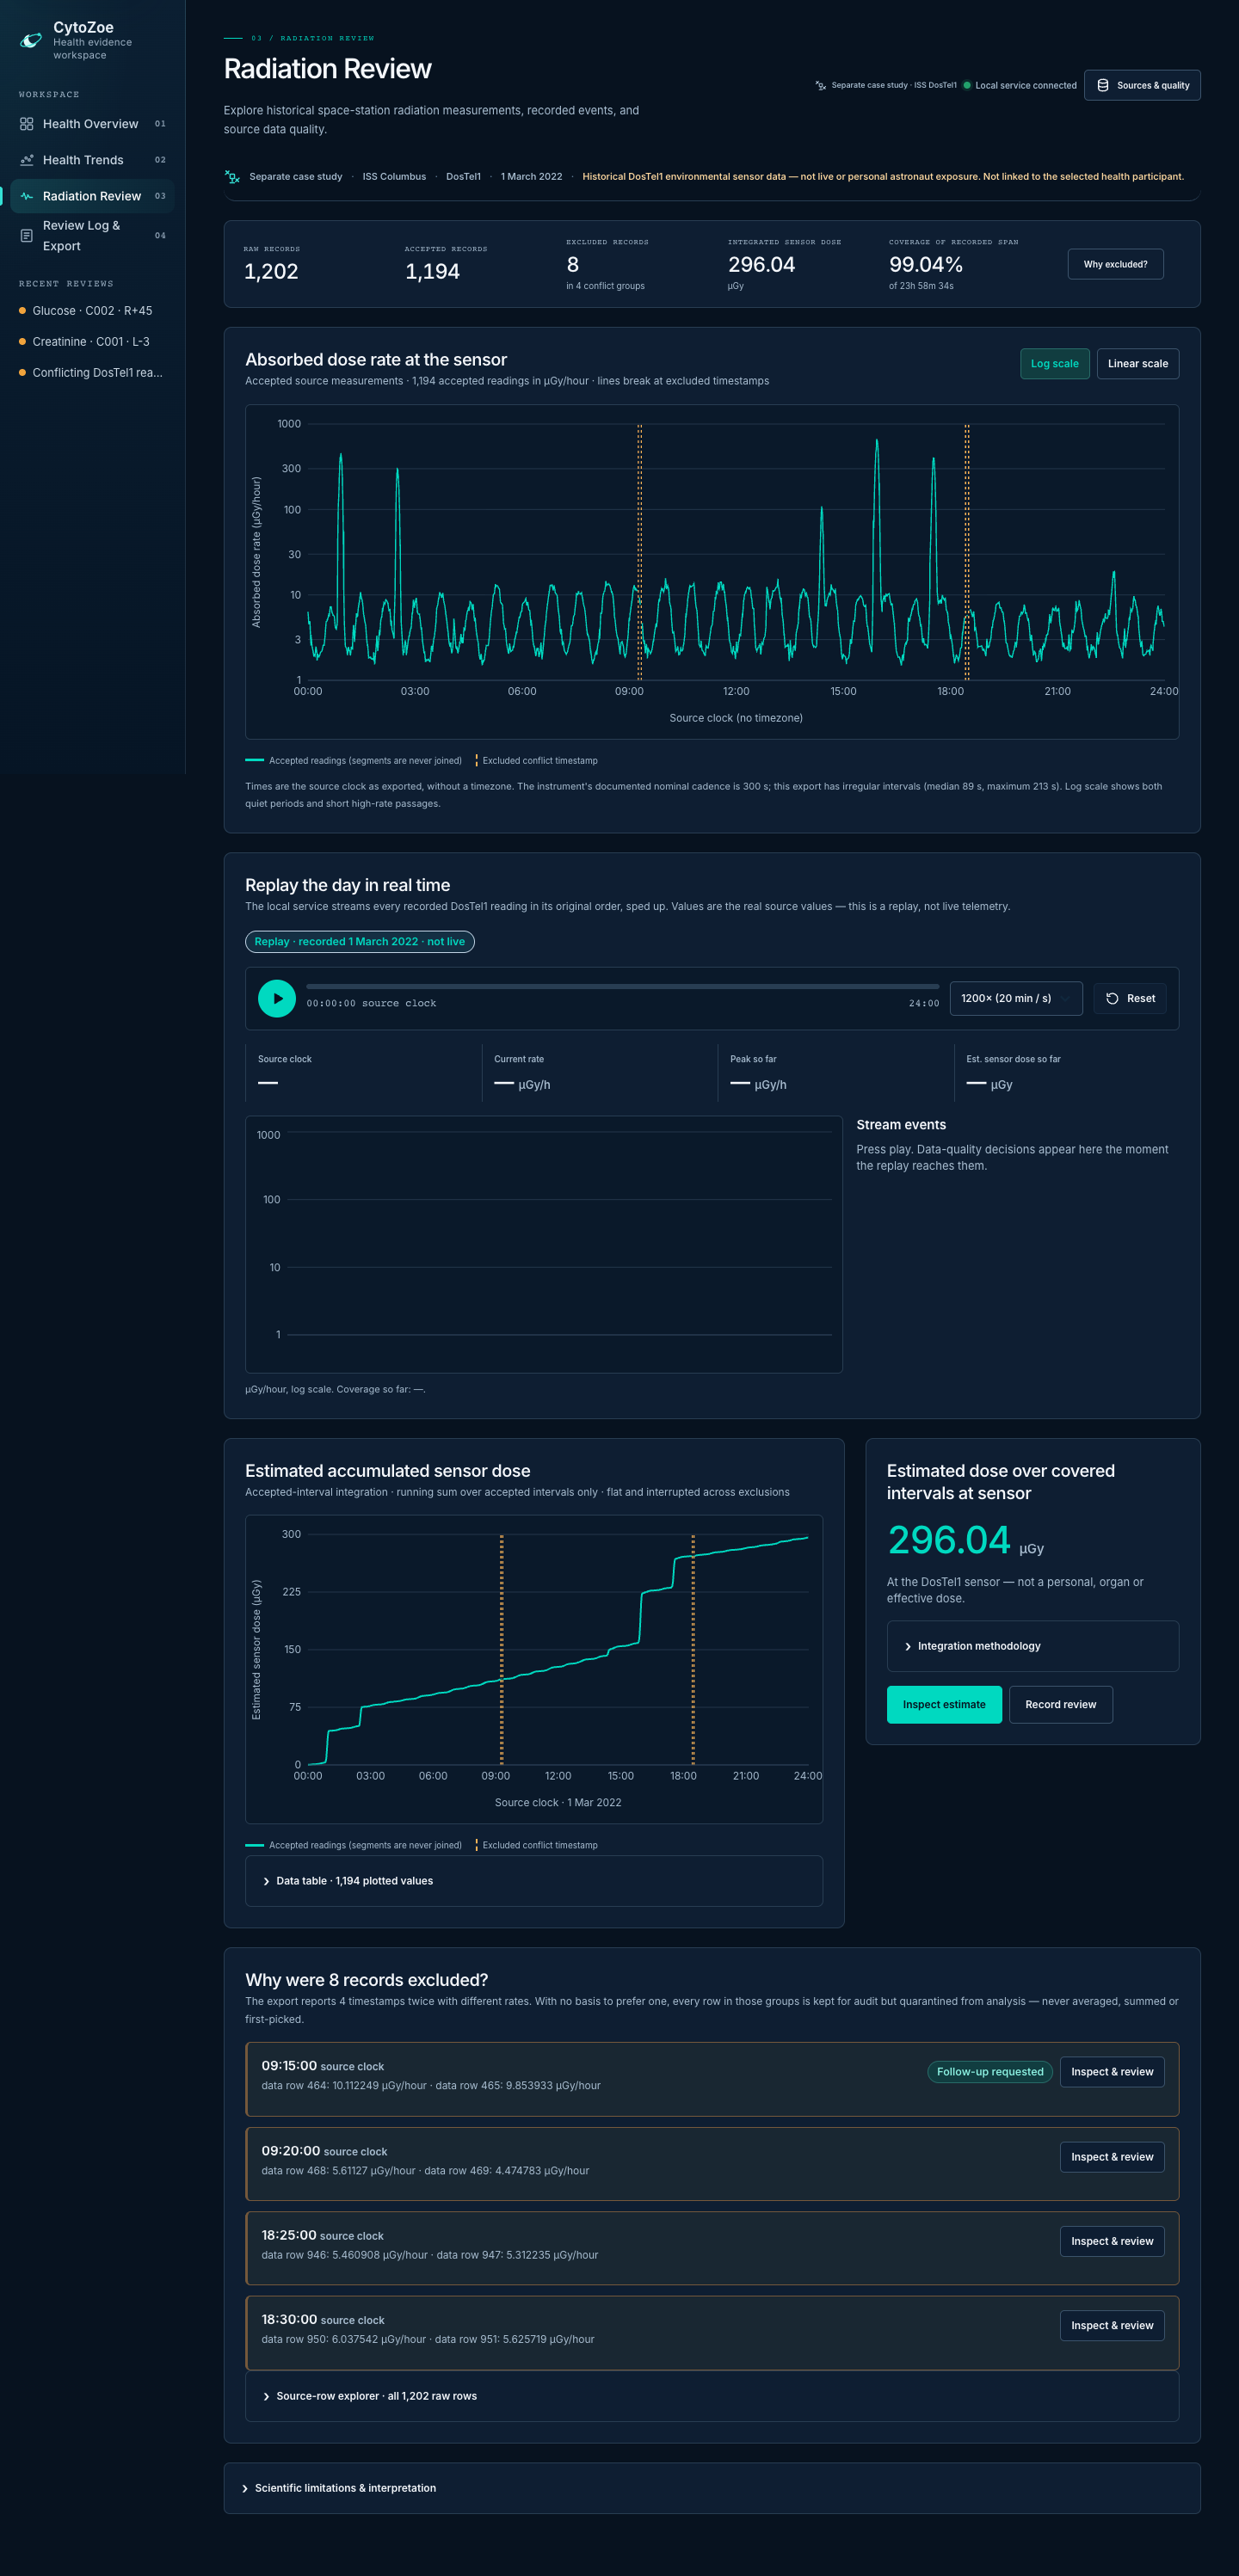 CytoZoe
Health evidence
workspace
WORKSPACE
Health Overview 01
Health Trends 02
Radiation Review 03
Review Log &
Export 04
RECENT REVIEWS
Glucose · C002 · R+45
Creatinine · C001 · L-3
Conflicting DosTel1 rea...
03 / RADIATION REVIEW
Radiation Review
Explore historical space-station radiation measurements, recorded events, and
source data quality.
Separate case study · ISS DosTel1 Local service connected Sources & quality
Separate case study · ISS Columbus · DosTel1 · 1 March 2022 · Historical DosTel1 environmental sensor data — not live or personal astronaut exposure. Not linked to the selected health participant.
RAW RECORDS
1,202
ACCEPTED RECORDS
1,194
EXCLUDED RECORDS
8
in 4 conflict groups
INTEGRATED SENSOR DOSE
296.04
µGy
COVERAGE OF RECORDED SPAN
99.04%
of 23h 58m 34s
Why excluded?
Absorbed dose rate at the sensor
Accepted source measurements · 1,194 accepted readings in µGy/hour · lines break at excluded timestamps
Log scale Linear scale
Absorbed dose rate (µGy/hour)
1000
300
100
30
10
3
1
00:00 03:00 06:00 09:00 12:00 15:00 18:00 21:00 24:00
Source clock (no timezone)
Accepted readings (segments are never joined) Excluded conflict timestamp
Times are the source clock as exported, without a timezone. The instrument's documented nominal cadence is 300 s; this export has irregular intervals (median 89 s, maximum 213 s). Log scale shows both
quiet periods and short high-rate passages.
Replay the day in real time
The local service streams every recorded DosTel1 reading in its original order, sped up. Values are the real source values — this is a replay, not live telemetry.
Replay · recorded 1 March 2022 · not live
00:00:00 source clock 24:00
1200× (20 min / s)
Reset
Source clock
—
Current rate
— µGy/h
Peak so far
— µGy/h
Est. sensor dose so far
— µGy
1000
100
10
1
µGy/hour, log scale. Coverage so far: —.
Stream events
Press play. Data-quality decisions appear here the moment
the replay reaches them.
Estimated accumulated sensor dose
Accepted-interval integration · running sum over accepted intervals only · flat and interrupted across exclusions
Estimated sensor dose (µGy)
300
225
150
75
0
00:00 03:00 06:00 09:00 12:00 15:00 18:00 21:00 24:00
Source clock · 1 Mar 2022
Accepted readings (segments are never joined) Excluded conflict timestamp
Data table · 1,194 plotted values
Estimated dose over covered
intervals at sensor
296.04 µGy
At the DosTel1 sensor — not a personal, organ or
effective dose.
Integration methodology
Inspect estimate Record review
Why were 8 records excluded?
The export reports 4 timestamps twice with different rates. With no basis to prefer one, every row in those groups is kept for audit but quarantined from analysis — never averaged, summed or
first-picked.
09:15:00 source clock
data row 464: 10.112249 µGy/hour · data row 465: 9.853933 µGy/hour
Follow-up requested Inspect & review
09:20:00 source clock
data row 468: 5.61127 µGy/hour · data row 469: 4.474783 µGy/hour
Inspect & review
18:25:00 source clock
data row 946: 5.460908 µGy/hour · data row 947: 5.312235 µGy/hour
Inspect & review
18:30:00 source clock
data row 950: 6.037542 µGy/hour · data row 951: 5.625719 µGy/hour
Inspect & review
Source-row explorer · all 1,202 raw rows
Scientific limitations & interpretation